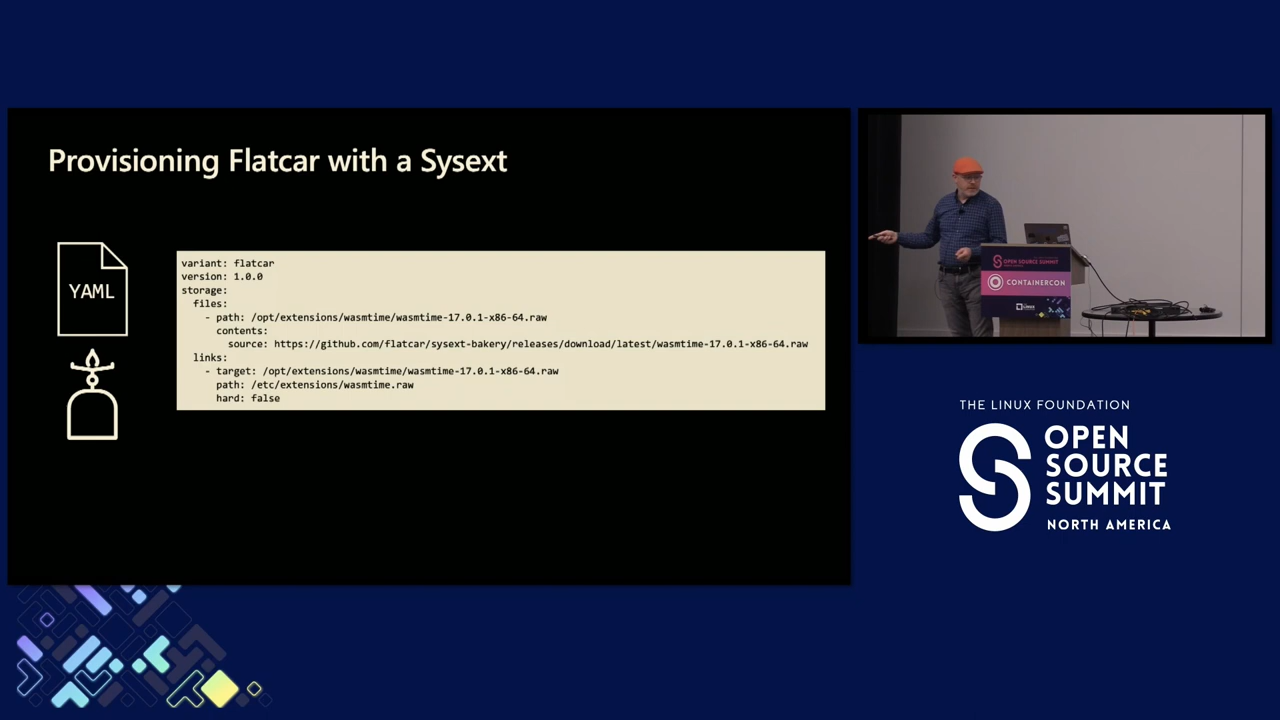 Provisioning Flatcar with a Sysext
YAML
variant: flatcar
version: 1.0.0
storage:
  files:
    - path: /opt/extensions/wasmtime/wasmtime-17.0.1-x86-64.raw
      contents:
        source: https://github.com/flatcar/sysext-bakery/releases/download/latest/wasmtime-17.0.1-x86-64.raw
  links:
    - target: /opt/extensions/wasmtime/wasmtime-17.0.1-x86-64.raw
      path: /etc/extensions/wasmtime.raw
      hard: false
OPEN SOURCE SUMMIT
CONTAINERCON
THE LINUX FOUNDATION
OPEN
SOURCE
SUMMIT
NORTH AMERICA